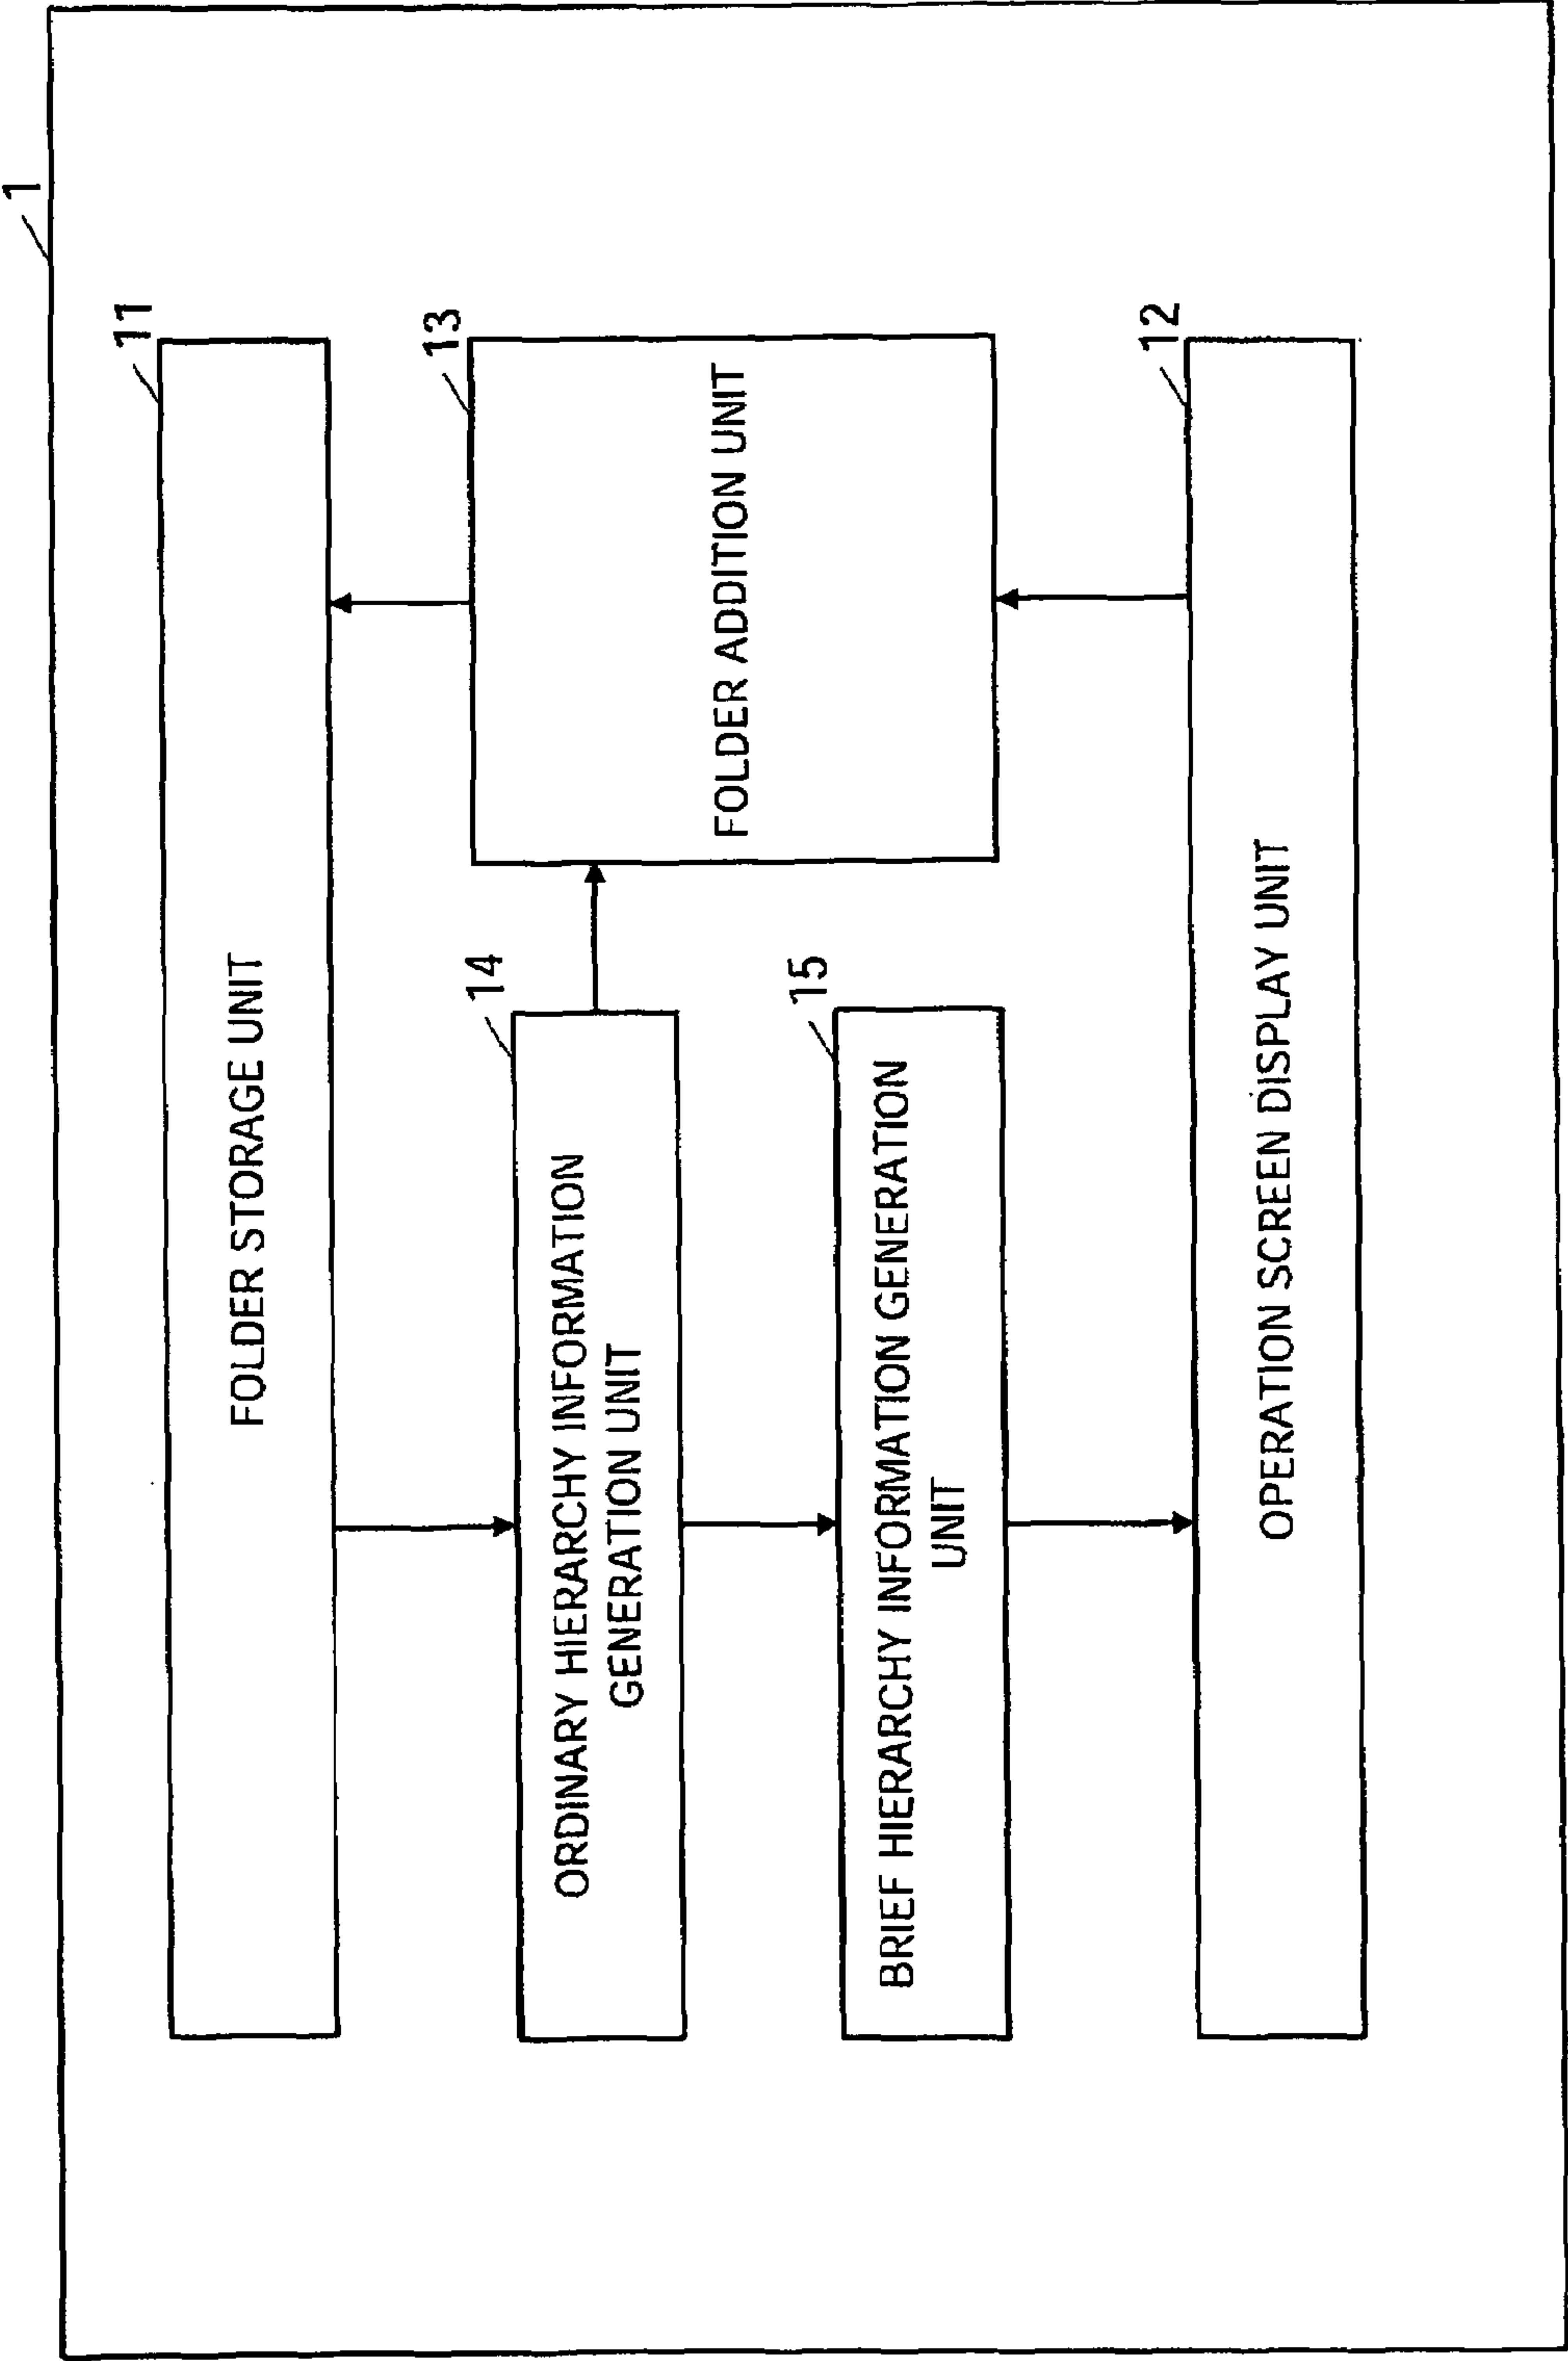 1
11
FOLDER STORAGE UNIT
14
ORDINARY HIERARCHY INFORMATION
GENERATION UNIT
13
FOLDER ADDITION UNIT
15
BRIEF HIERARCHY INFORMATION GENERATION
UNIT
12
OPERATION SCREEN DISPLAY UNIT